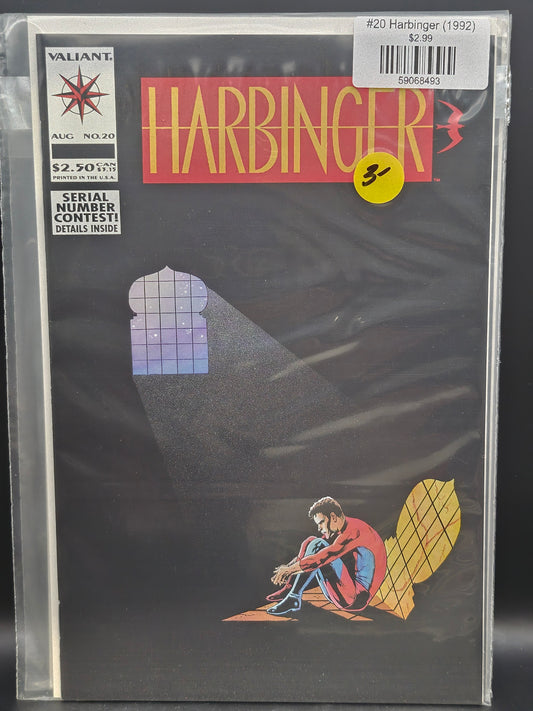 #20 Harbinger (1992)
$2.99
59068493
VALIANT.
AUG NO.20
$2.50 CAN $3.15
PRINTED IN THE U.S.A.
SERIAL
NUMBER
CONTEST!
DETAILS INSIDE
HARBINGER
TM
3-